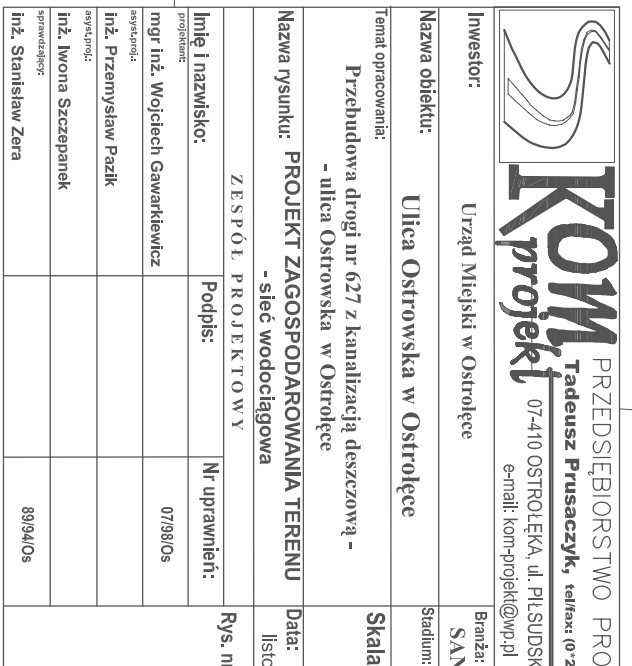 KOM projekt
PRZEDSIĘBIORSTWO PRO
Tadeusz Prusaczyk, tel/fax: (0*2
07-410 OSTROŁĘKA, ul. PIŁSUDSK
e-mail: kom-projekt@wp.pl
Inwestor: Urząd Miejski w Ostrołęce
Branża: SAN
Nazwa obiektu: Ulica Ostrowska w Ostrołęce
Stadium:
Temat opracowania:
Przebudowa drogi nr 627 z kanalizacją deszczową -
- ulica Ostrowska w Ostrołęce
Skala
Nazwa rysunku: PROJEKT ZAGOSPODAROWANIA TERENU
- sieć wodociągowa
Data:
listo
ZESPÓŁ PROJEKTOWY
Rys. n
Imię i nazwisko: Podpis: Nr uprawnień:
projektant:
mgr inż. Wojciech Gawarkiewicz 07/98/Os
asyst.proj.:
inż. Przemysław Pazik
asyst.proj.:
inż. Iwona Szczepanek
sprawdzający:
inż. Stanisław Zera 89/94/Os